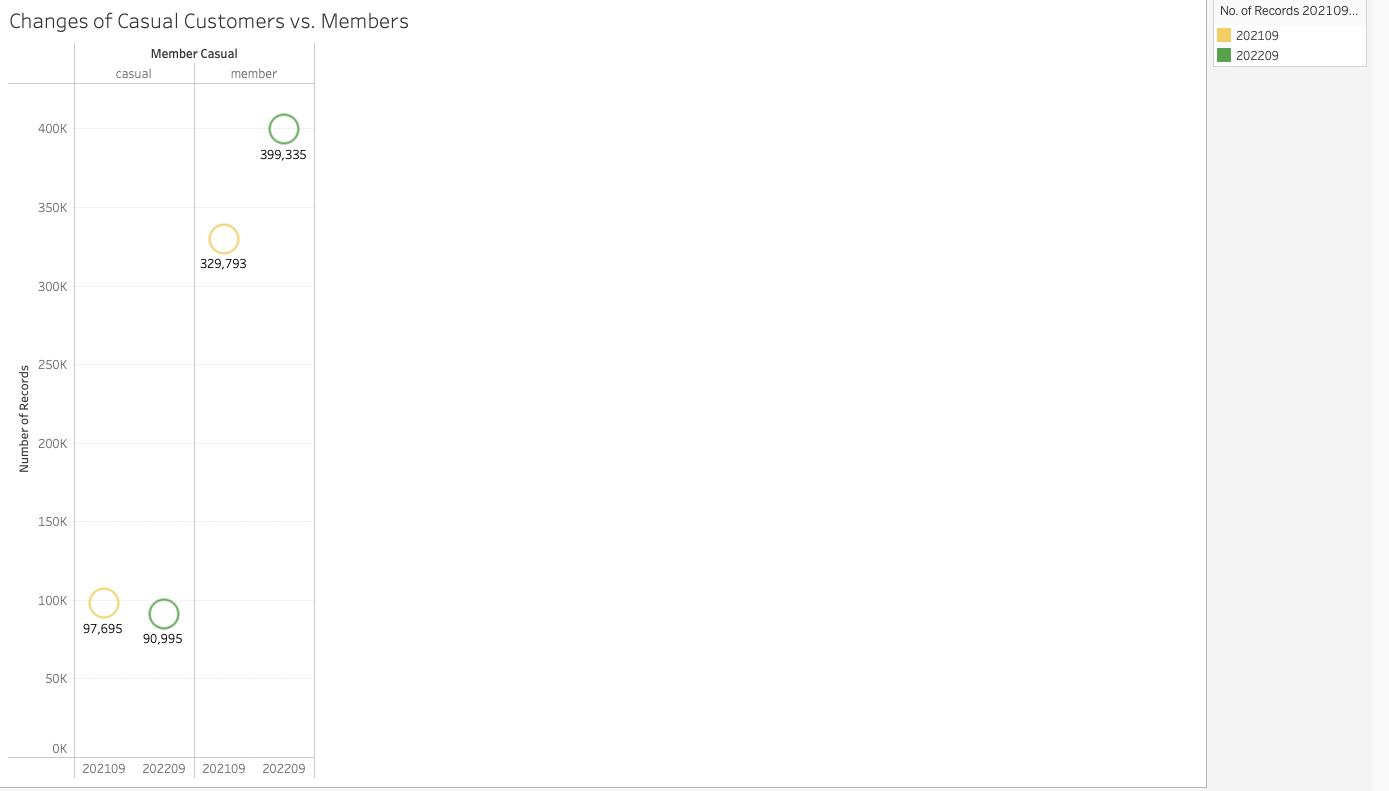 Changes of Casual Customers vs. Members
Member Casual
casual member
400K
350K
300K
250K
200K
150K
100K
50K
0K
Number of Records
399,335
329,793
97,695
90,995
202109 202209 202109 202209
No. of Records 202109...
202109
202209